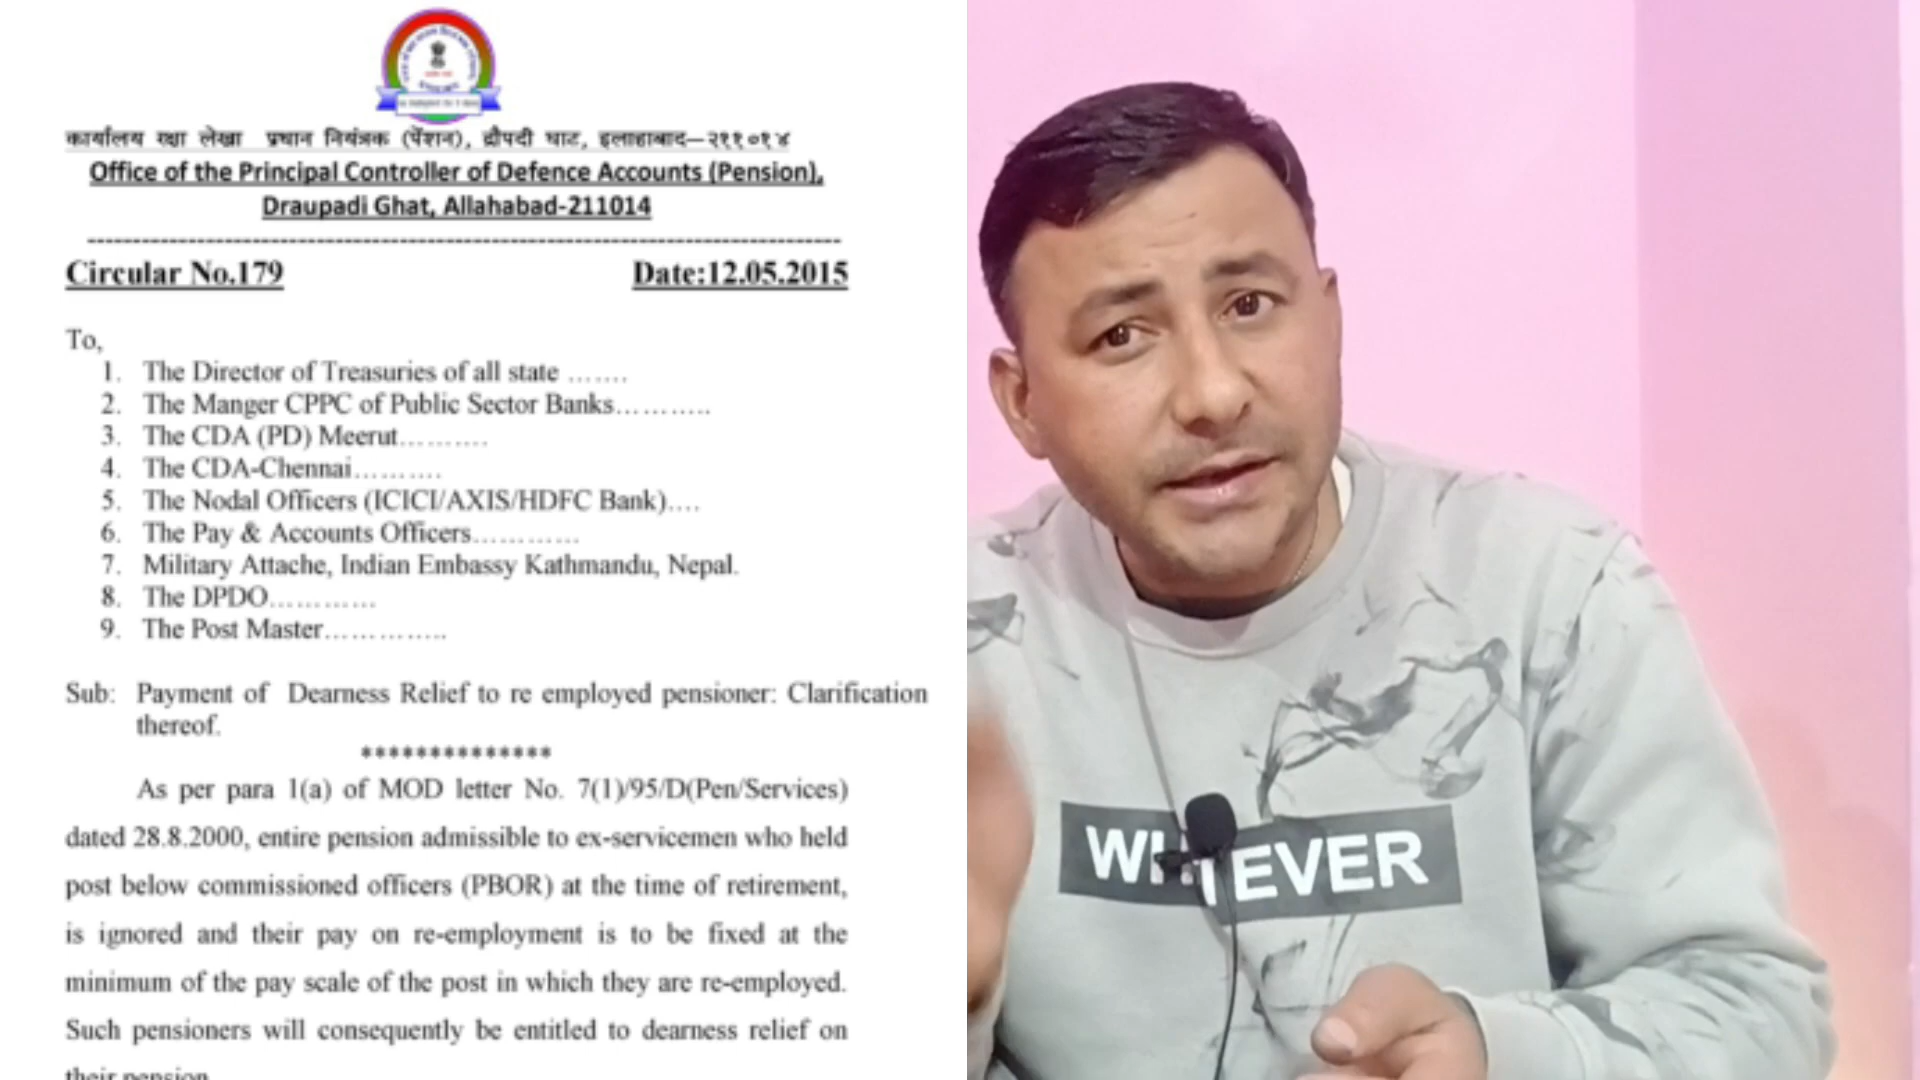 कार्यालय रक्षा लेखा प्रधान नियंत्रक (पेंशन), द्रौपदी घाट, इलाहाबाद–२११०१४
Office of the Principal Controller of Defence Accounts (Pension),
Draupadi Ghat, Allahabad-211014
Circular No.179 Date:12.05.2015
To,
1. The Director of Treasuries of all state …….
2. The Manger CPPC of Public Sector Banks………..
3. The CDA (PD) Meerut……….
4. The CDA-Chennai……….
5. The Nodal Officers (ICICI/AXIS/HDFC Bank)….
6. The Pay & Accounts Officers…………
7. Military Attache, Indian Embassy Kathmandu, Nepal.
8. The DPDO…………
9. The Post Master…………..
Sub: Payment of Dearness Relief to re employed pensioner: Clarification
thereof.
**************
As per para 1(a) of MOD letter No. 7(1)/95/D(Pen/Services)
dated 28.8.2000, entire pension admissible to ex-servicemen who held
post below commissioned officers (PBOR) at the time of retirement,
is ignored and their pay on re-employment is to be fixed at the
minimum of the pay scale of the post in which they are re-employed.
Such pensioners will consequently be entitled to dearness relief on
their pension